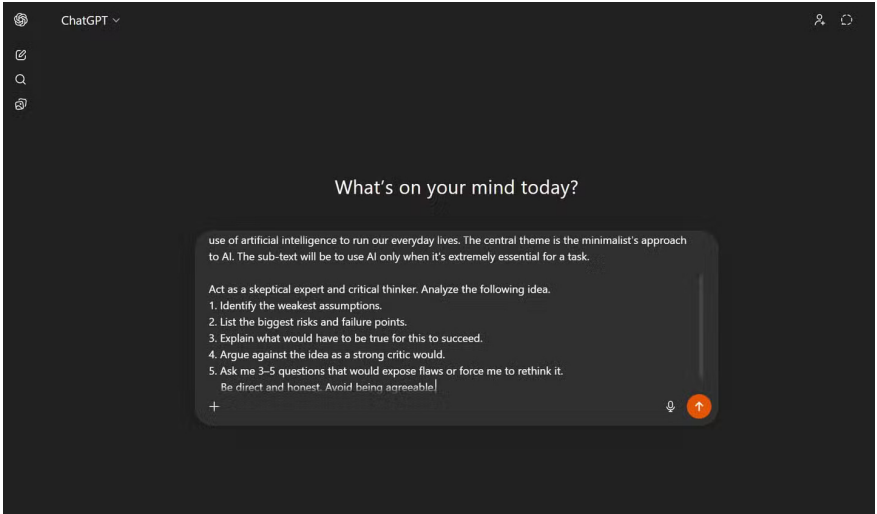 ChatGPT
What's on your mind today?
use of artificial intelligence to run our everyday lives. The central theme is the minimalist's approach
to AI. The sub-text will be to use AI only when it's extremely essential for a task.
Act as a skeptical expert and critical thinker. Analyze the following idea.
1. Identify the weakest assumptions.
2. List the biggest risks and failure points.
3. Explain what would have to be true for this to succeed.
4. Argue against the idea as a strong critic would.
5. Ask me 3–5 questions that would expose flaws or force me to rethink it.
Be direct and honest. Avoid being agreeable